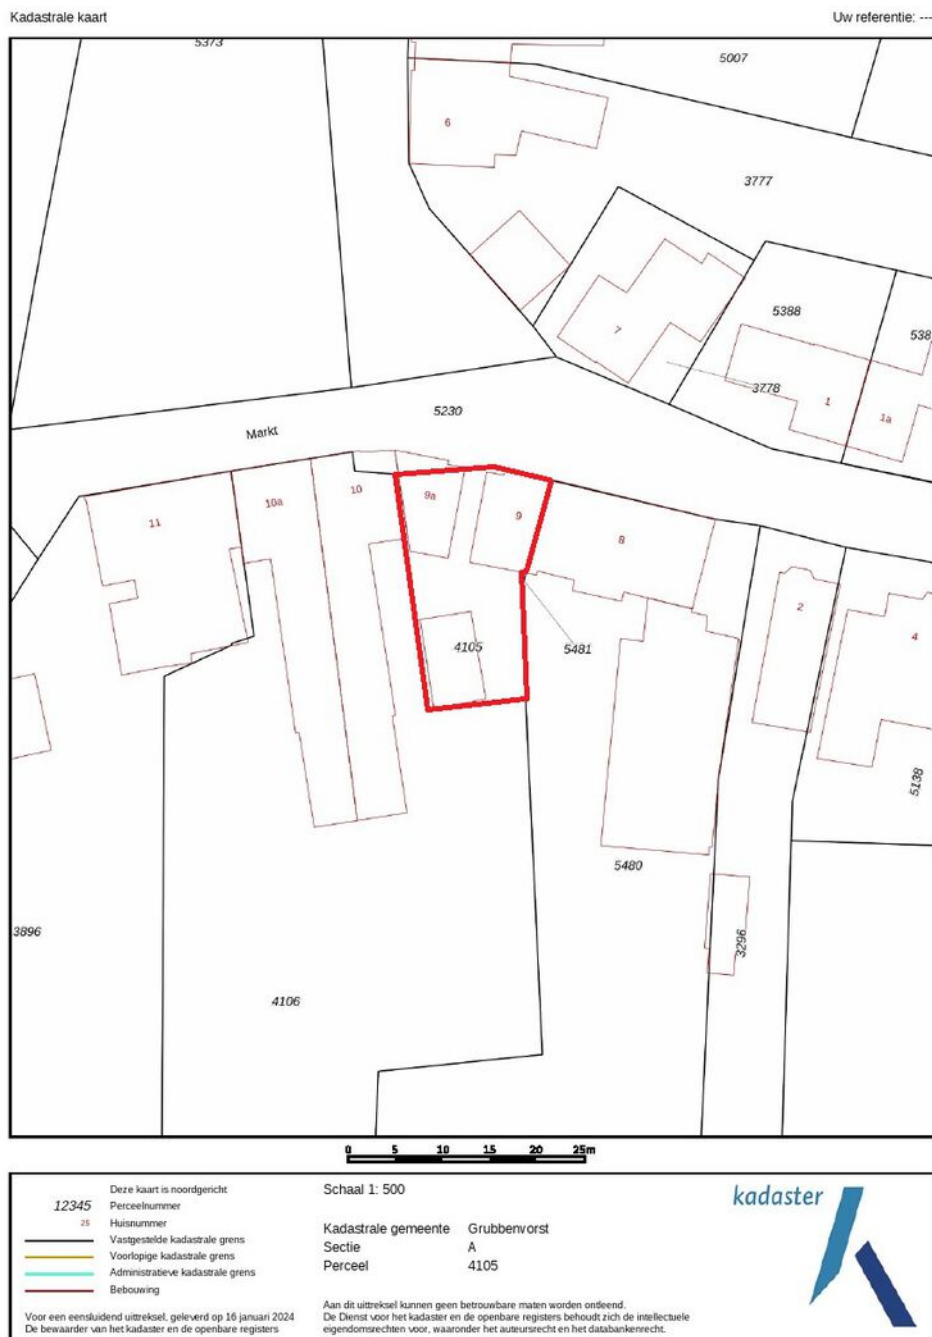 Kadastrale kaart
Uw referentie: ---
5373
5007
6
3777
5388
538
7
3778
1
1a
5230
Markt
11
10a
10
9a
9
8
2
4
4105
5481
5138
5480
3296
3896
4106
0 5 10 15 20 25m
Deze kaart is noordgericht
12345 Perceelnummer
25 Huisnummer
Vastgestelde kadastrale grens
Voorlopige kadastrale grens
Administratieve kadastrale grens
Bebouwing
Voor een eensluidend uittreksel, geleverd op 16 januari 2024
De bewaarder van het kadaster en de openbare registers
Schaal 1: 500
Kadastrale gemeente Grubbenvorst
Sectie A
Perceel 4105
Aan dit uittreksel kunnen geen betrouwbare maten worden ontleend.
De Dienst voor het kadaster en de openbare registers behoudt zich de intellectuele
eigendomsrechten voor, waaronder het auteursrecht en het databankenrecht.
kadaster